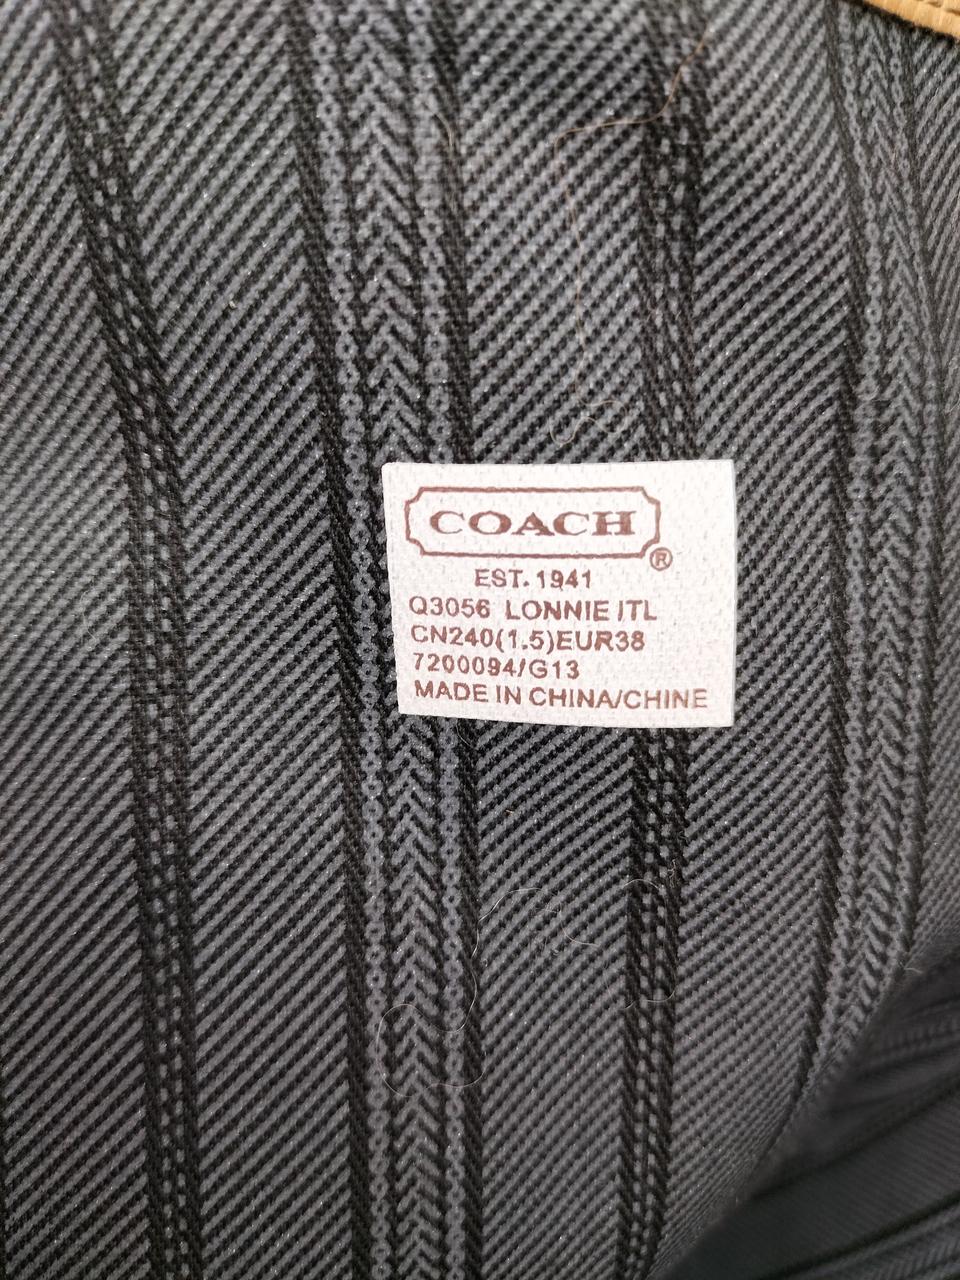 COACH
®
EST. 1941
Q3056 LONNIE ITL
CN240(1.5)EUR38
7200094/G13
MADE IN CHINA/CHINE